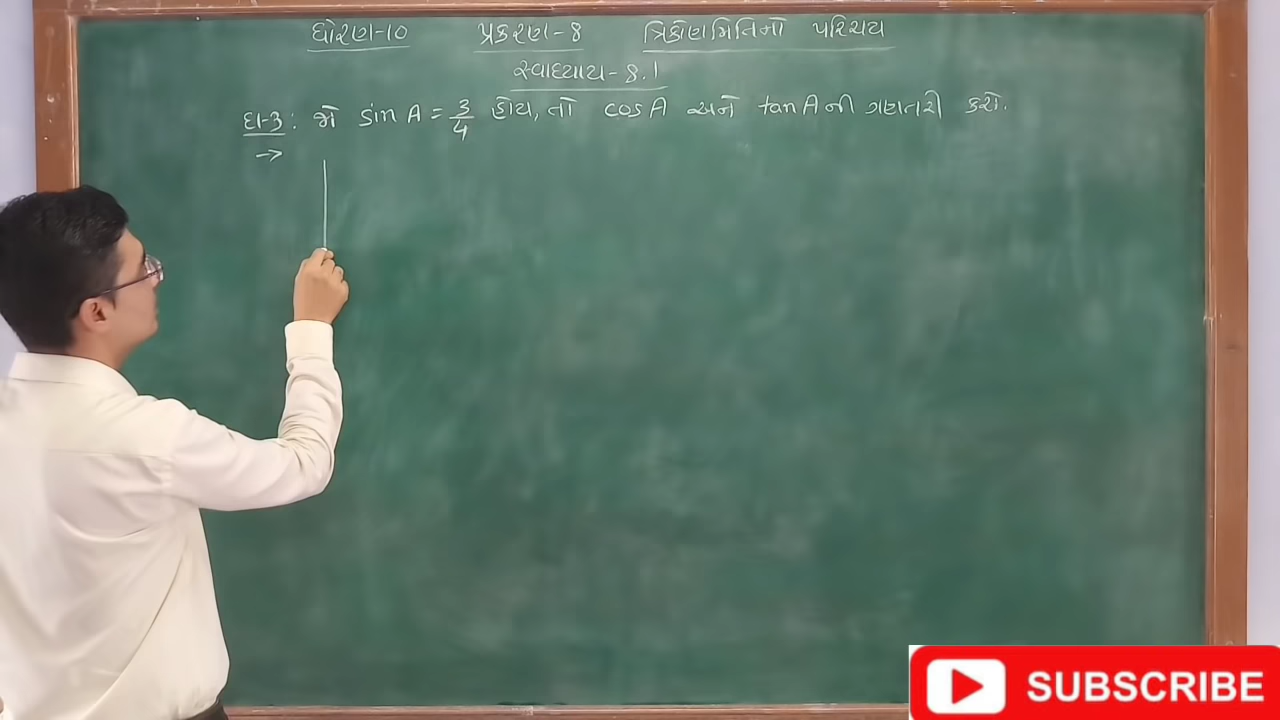 ધોરણ-10 પ્રકરણ-8 ત્રિકોણમિતિનો પરિચય
સ્વાધ્યાય-8.1
દા-3: જો sin A = 3/4 હોય, તો cos A અને tan A ની ગણતરી કરો.
→
SUBSCRIBE